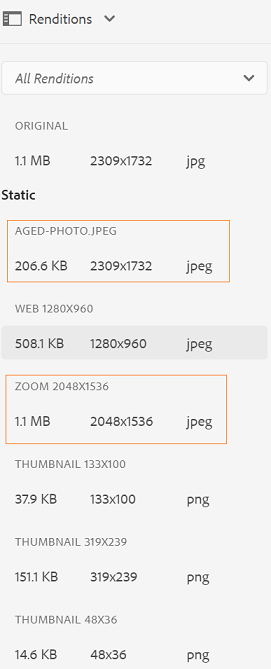 Renditions
All Renditions
ORIGINAL
1.1 MB 2309x1732 jpg
Static
AGED-PHOTO.JPEG
206.6 KB 2309x1732 jpeg
WEB 1280X960
508.1 KB 1280x960 jpeg
ZOOM 2048X1536
1.1 MB 2048x1536 jpeg
THUMBNAIL 133X100
37.9 KB 133x100 png
THUMBNAIL 319X239
151.1 KB 319x239 png
THUMBNAIL 48X36
14.6 KB 48x36 png